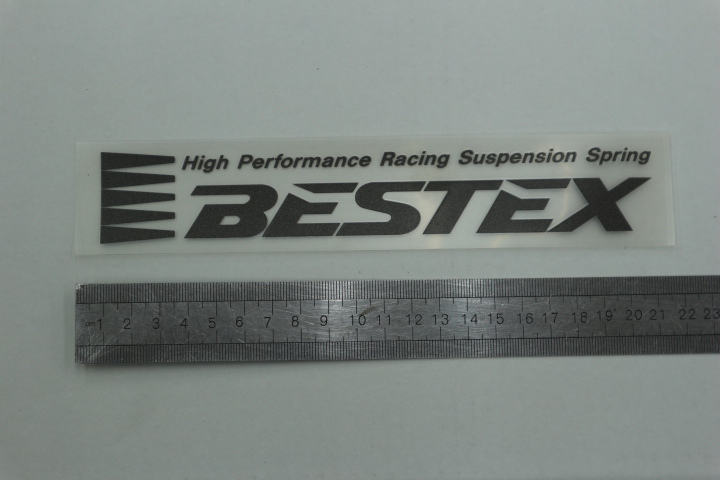 High Performance Racing Suspension Spring
BESTEX
cm 1 2 3 4 5 6 7 8 9 10 11 12 13 14 15 16 17 18 19 20 21 22 23